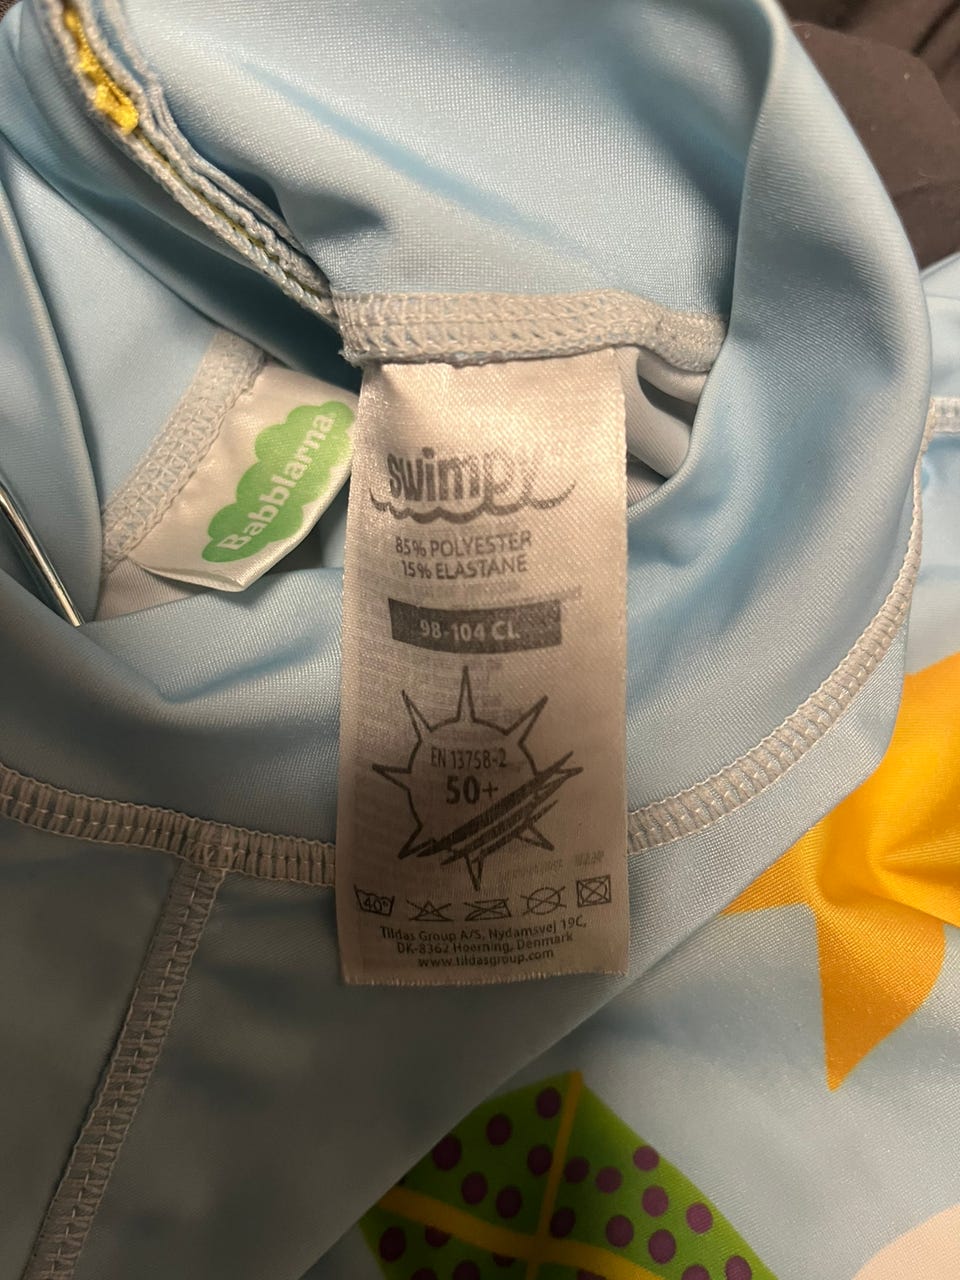 Babblarna
swimpy
85% POLYESTER
15% ELASTANE
98-104 CL
EN 13758-2
50+
40°
Tildas Group A/S, Nydamsvej 19C,
DK-8362 Hoerning, Denmark
www.tildasgroup.com